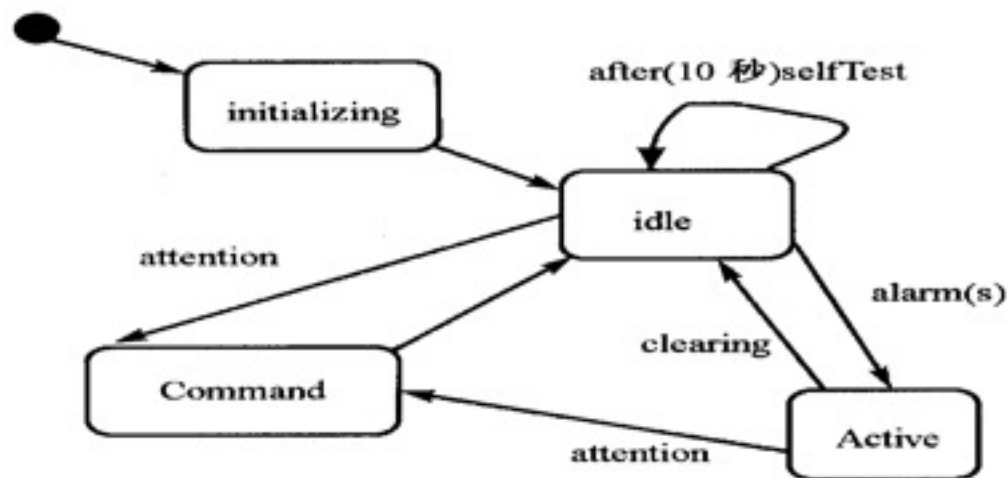 after(10 秒)selfTest
initializing
idle
attention
alarm(s)
clearing
Command
Active
attention